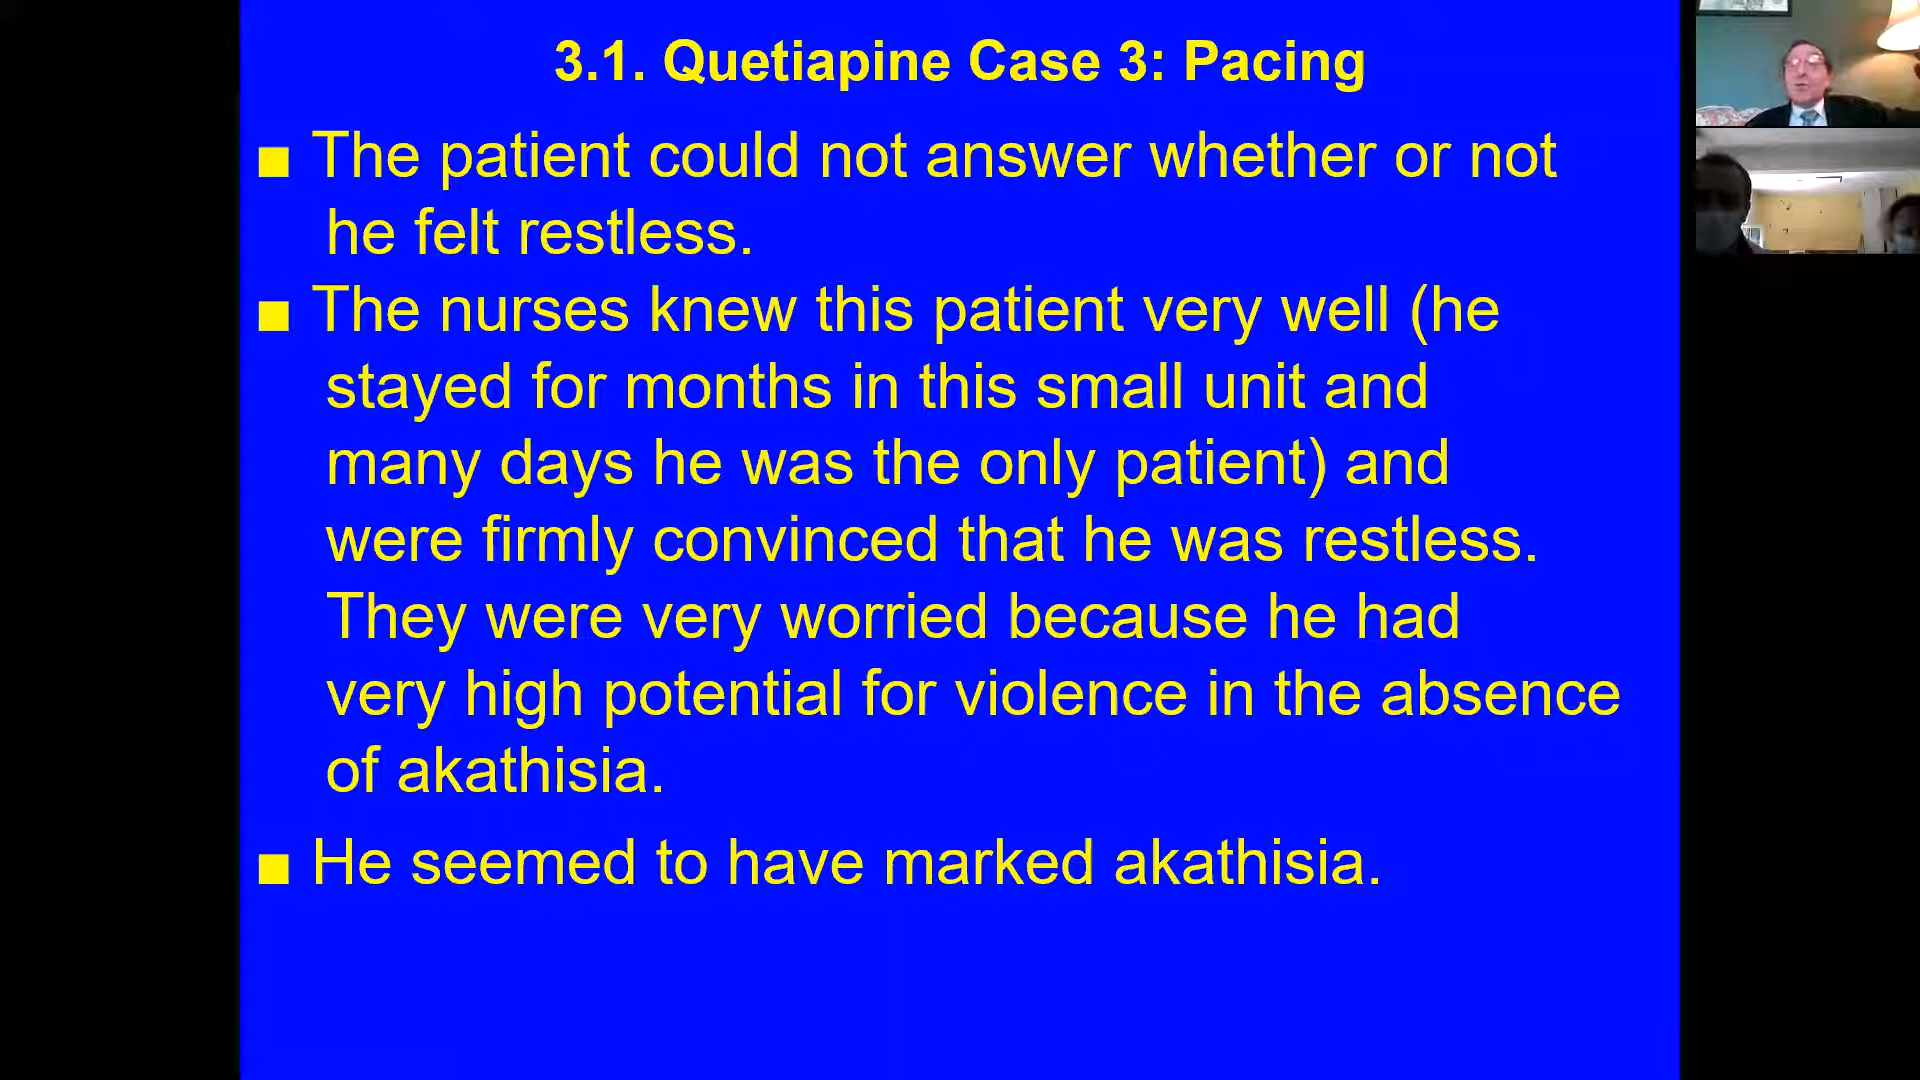 3.1. Quetiapine Case 3: Pacing
■ The patient could not answer whether or not
he felt restless.
■ The nurses knew this patient very well (he
stayed for months in this small unit and
many days he was the only patient) and
were firmly convinced that he was restless.
They were very worried because he had
very high potential for violence in the absence
of akathisia.
■ He seemed to have marked akathisia.